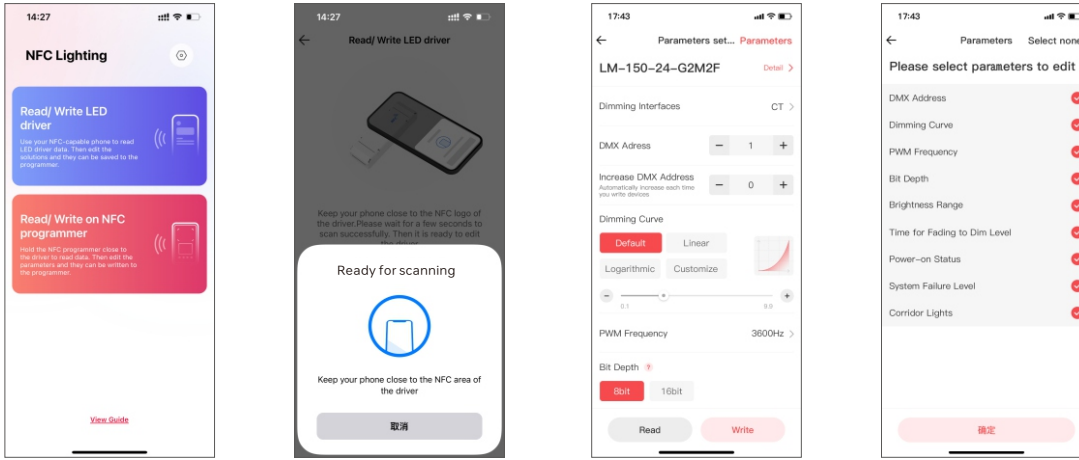 14:27
NFC Lighting
Read/ Write LED
driver
Use your NFC-capable phone to read
LED driver data. Then edit the
solutions and they can be saved to the
programmer.
Read/ Write on NFC
programmer
Hold the NFC programmer close to
the driver to read data. Then edit the
parameters and they can be written to
the programmer.
View Guide
14:27
Read/ Write LED driver
Keep your phone close to the NFC logo of
the driver.Please wait for a few seconds to
scan successfully. Then it is ready to edit
the driver
Ready for scanning
Keep your phone close to the NFC area of
the driver
取消
17:43
Parameters set... Parameters
LM-150-24-G2M2F Detail >
Dimming Interfaces CT >
DMX Adress − 1 +
Increase DMX Address
Automatically increase each time
you write devices
− 0 +
Dimming Curve
Default Linear
Logarithmic Customize
− +
0.1 9.9
PWM Frequency 3600Hz >
Bit Depth ?
8bit 16bit
Read Write
17:43
Parameters Select none
Please select parameters to edit
DMX Address
Dimming Curve
PWM Frequency
Bit Depth
Brightness Range
Time for Fading to Dim Level
Power-on Status
System Failure Level
Corridor Lights
确定